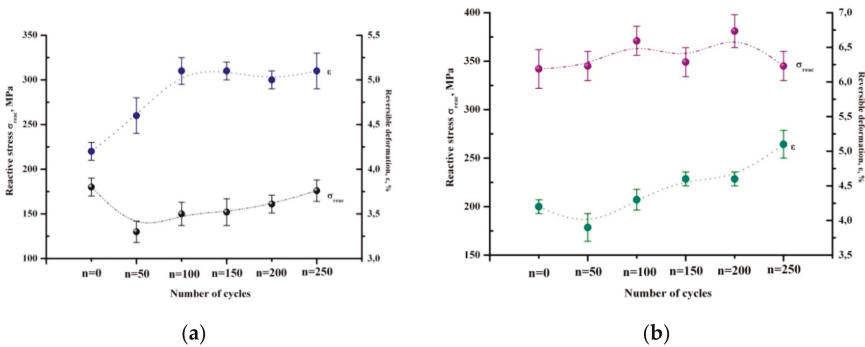 350
300
250
200
150
100
Reactive stress σreac, MPa
5,5
5,0
4,5
4,0
3,5
3,0
Reversible deformation, ε, %
ε
σreac
n=0 n=50 n=100 n=150 n=200 n=250
Number of cycles
(a)
400
350
300
250
200
150
Reactive stress σreac, MPa
7,0
6,5
6,0
5,5
5,0
4,5
4,0
3,5
Reversible deformation, ε, %
σreac
ε
n=0 n=50 n=100 n=150 n=200 n=250
Number of cycles
(b)